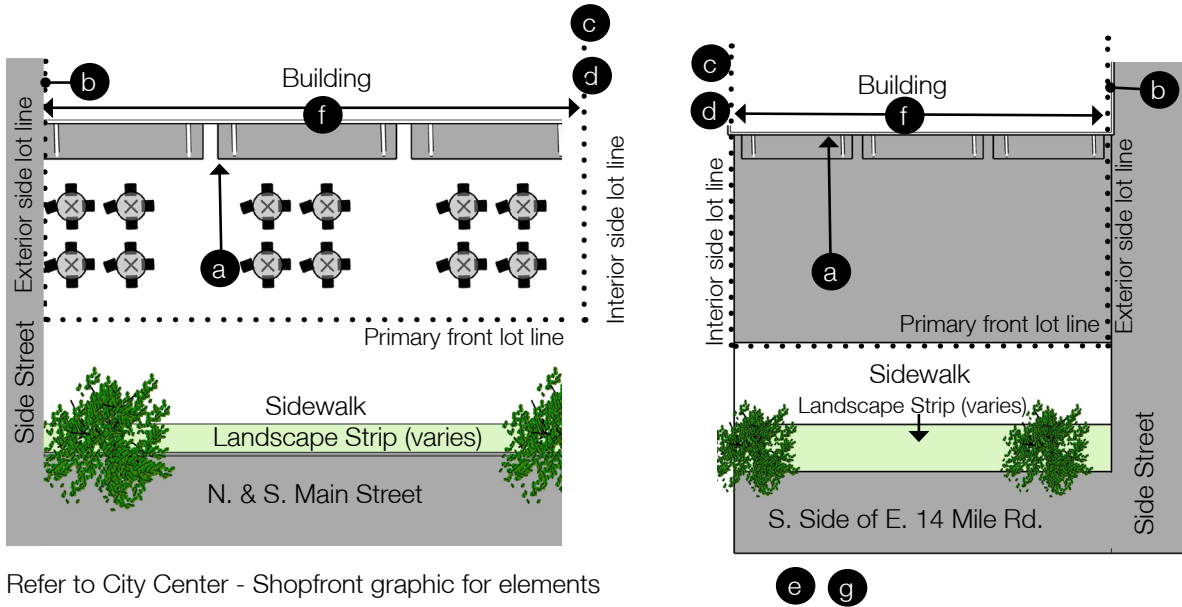 c
b
Building
d
f
Exterior side lot line
Interior side lot line
a
Primary front lot line
Side Street
Sidewalk
Landscape Strip (varies)
N. & S. Main Street
Refer to City Center - Shopfront graphic for elements
c
Building
b
d
f
Interior side lot line
Exterior side lot line
a
Primary front lot line
Sidewalk
Landscape Strip (varies)
Side Street
S. Side of E. 14 Mile Rd.
e
g